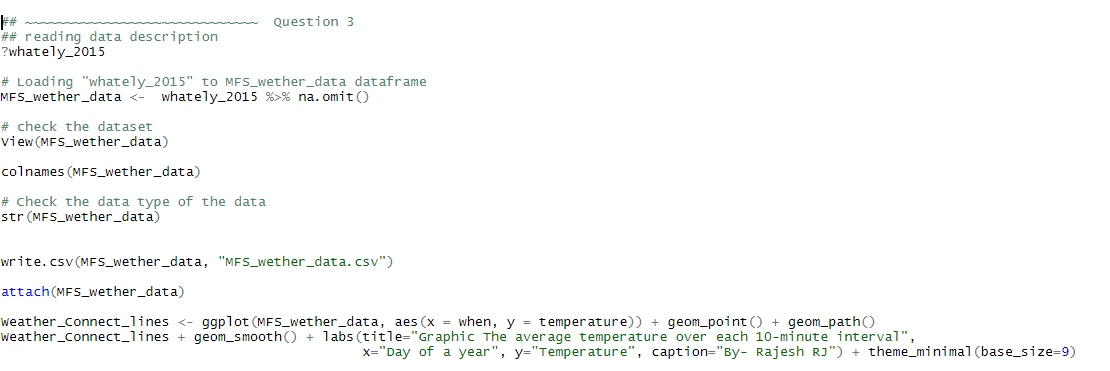 ## ~~~~~~~~~~~~~~~~~~~~~~~~~~~~~ Question 3
## reading data description
?whately_2015
# Loading "whately_2015" to MFS_wether_data dataframe
MFS_wether_data <-  whately_2015 %>% na.omit()
# check the dataset
View(MFS_wether_data)
colnames(MFS_wether_data)
# Check the data type of the data
str(MFS_wether_data)
write.csv(MFS_wether_data, "MFS_wether_data.csv")
attach(MFS_wether_data)
Weather_Connect_lines <- ggplot(MFS_wether_data, aes(x = when, y = temperature)) + geom_point() + geom_path()
Weather_Connect_lines + geom_smooth() + labs(title="Graphic The average temperature over each 10-minute interval",
x="Day of a year", y="Temperature", caption="By- Rajesh RJ") + theme_minimal(base_size=9)